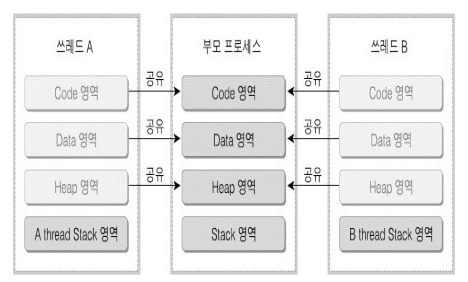 쓰레드 A 부모 프로세스 쓰레드 B
Code 영역 공유 Code 영역 공유 Code 영역
Data 영역 공유 Data 영역 공유 Data 영역
Heap 영역 공유 Heap 영역 공유 Heap 영역
A thread Stack 영역 Stack 영역 B thread Stack 영역